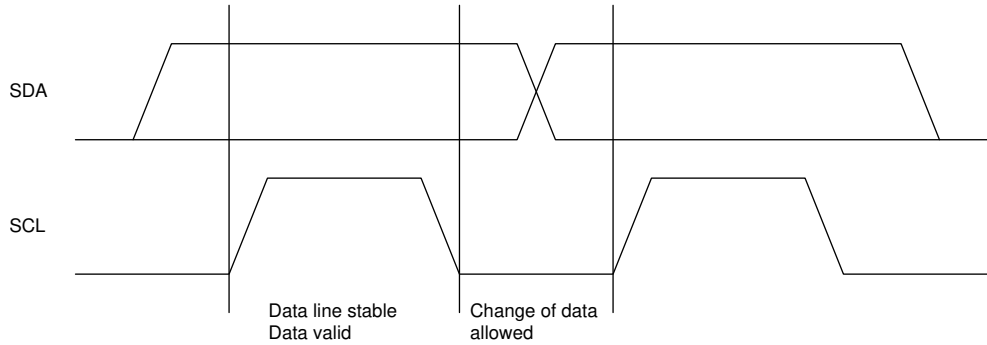 SDA
SCL
Data line stable
Data valid
Change of data
allowed